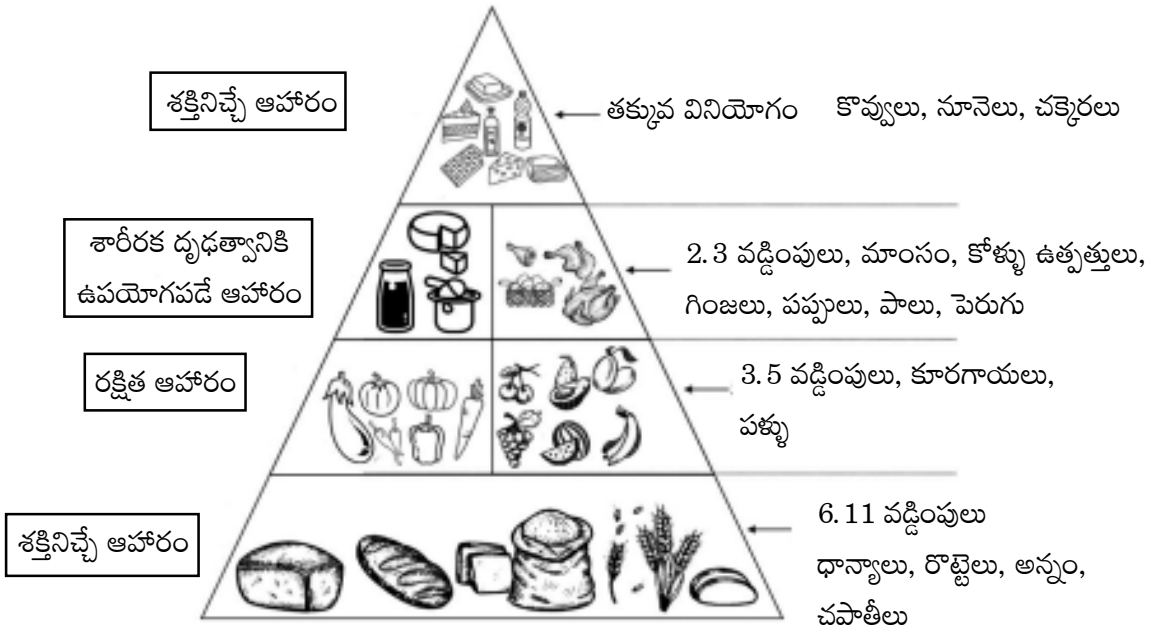 శక్తినిచ్చే ఆహారం
తక్కువ వినియోగం కొవ్వులు, నూనెలు, చక్కెరలు
శారీరక దృఢత్వానికి
ఉపయోగపడే ఆహారం
2.3 వడ్డింపులు, మాంసం, కోళ్ళు ఉత్పత్తులు,
గింజలు, పప్పులు, పాలు, పెరుగు
రక్షిత ఆహారం
3.5 వడ్డింపులు, కూరగాయలు,
పళ్ళు
శక్తినిచ్చే ఆహారం
6.11 వడ్డింపులు
ధాన్యాలు, రొట్టెలు, అన్నం,
చపాతీలు